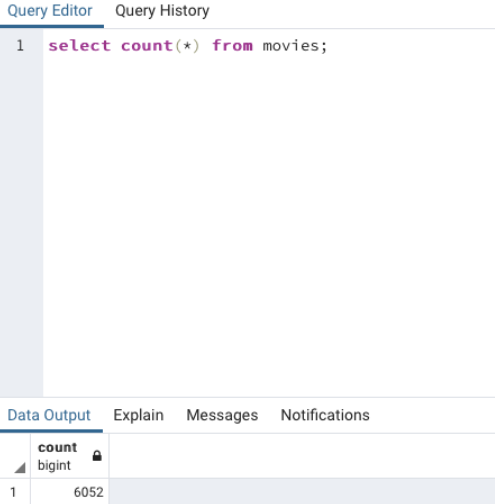 Query Editor Query History
1 select count(*) from movies;
Data Output Explain Messages Notifications
count
bigint
1 6052